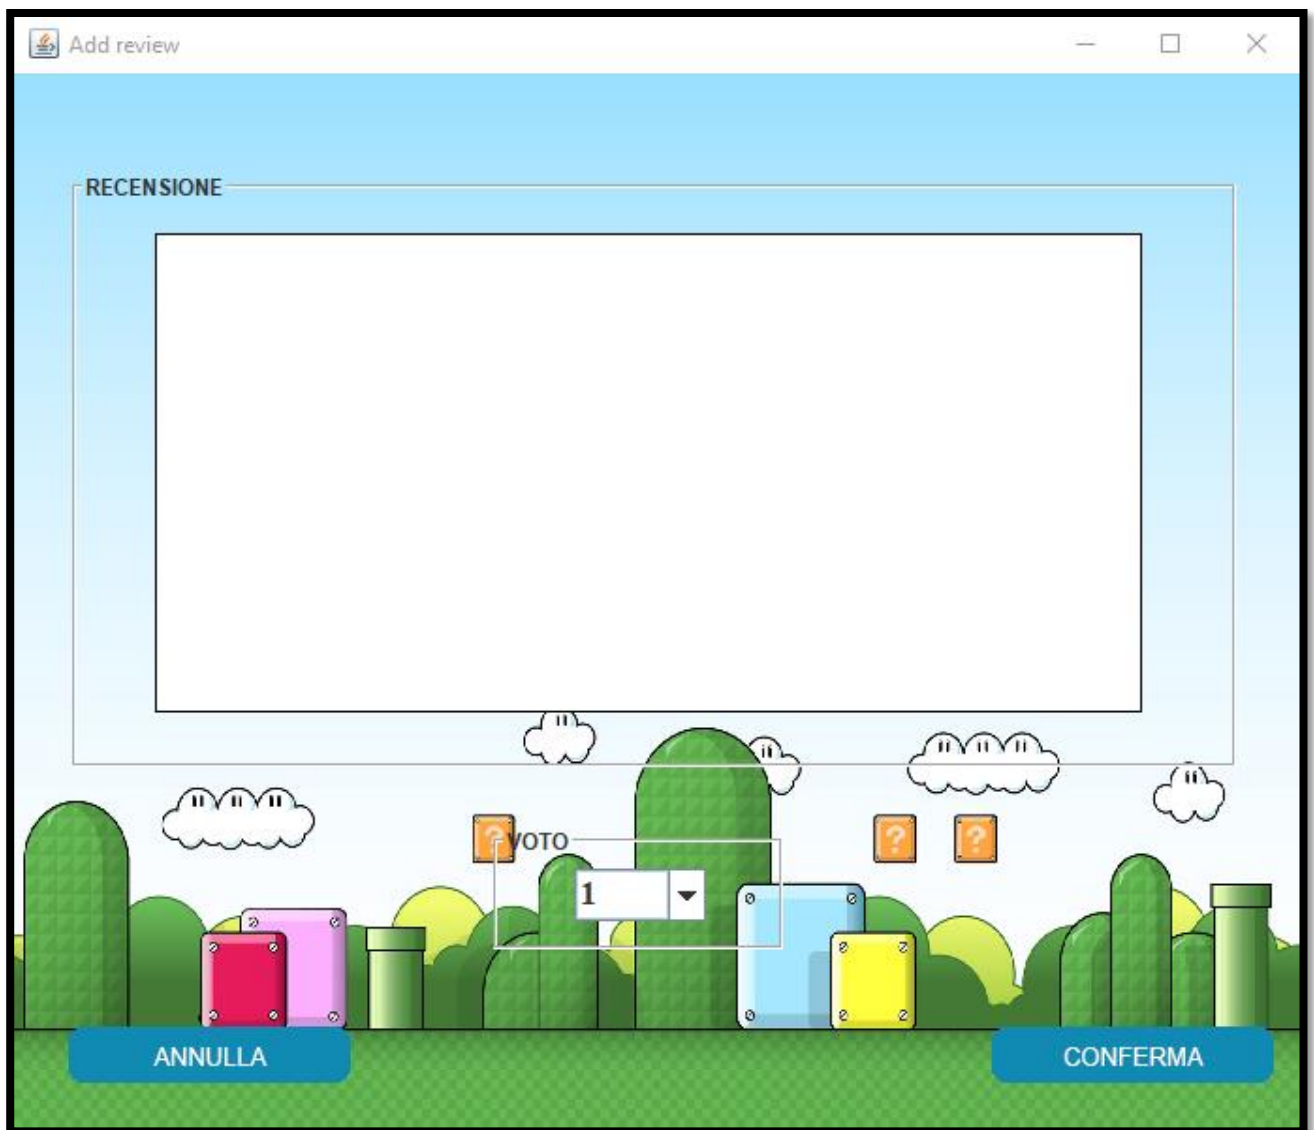 Add review
RECENSIONE
?
?
?
VOTO
1
ANNULLA
CONFERMA